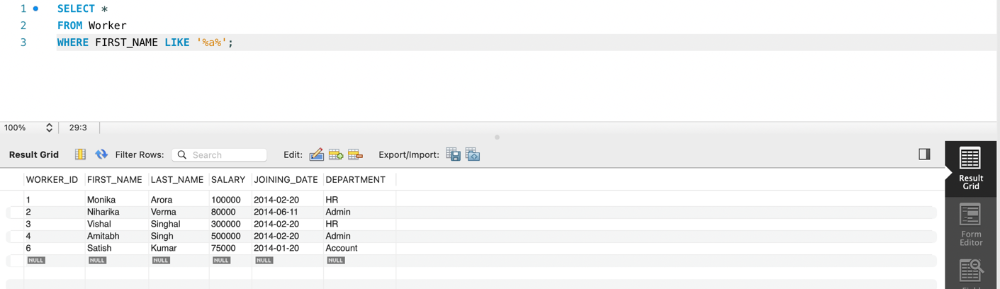 1 SELECT *
2 FROM Worker
3 WHERE FIRST_NAME LIKE '%a%';
100% 29:3
Result Grid Filter Rows: Search Edit: Export/Import:
WORKER_ID FIRST_NAME LAST_NAME SALARY JOINING_DATE DEPARTMENT
1 Monika Arora 100000 2014-02-20 HR
2 Niharika Verma 80000 2014-06-11 Admin
3 Vishal Singhal 300000 2014-02-20 HR
4 Amitabh Singh 500000 2014-02-20 Admin
6 Satish Kumar 75000 2014-01-20 Account
NULL NULL NULL NULL NULL NULL
Result
Grid
Form
Editor